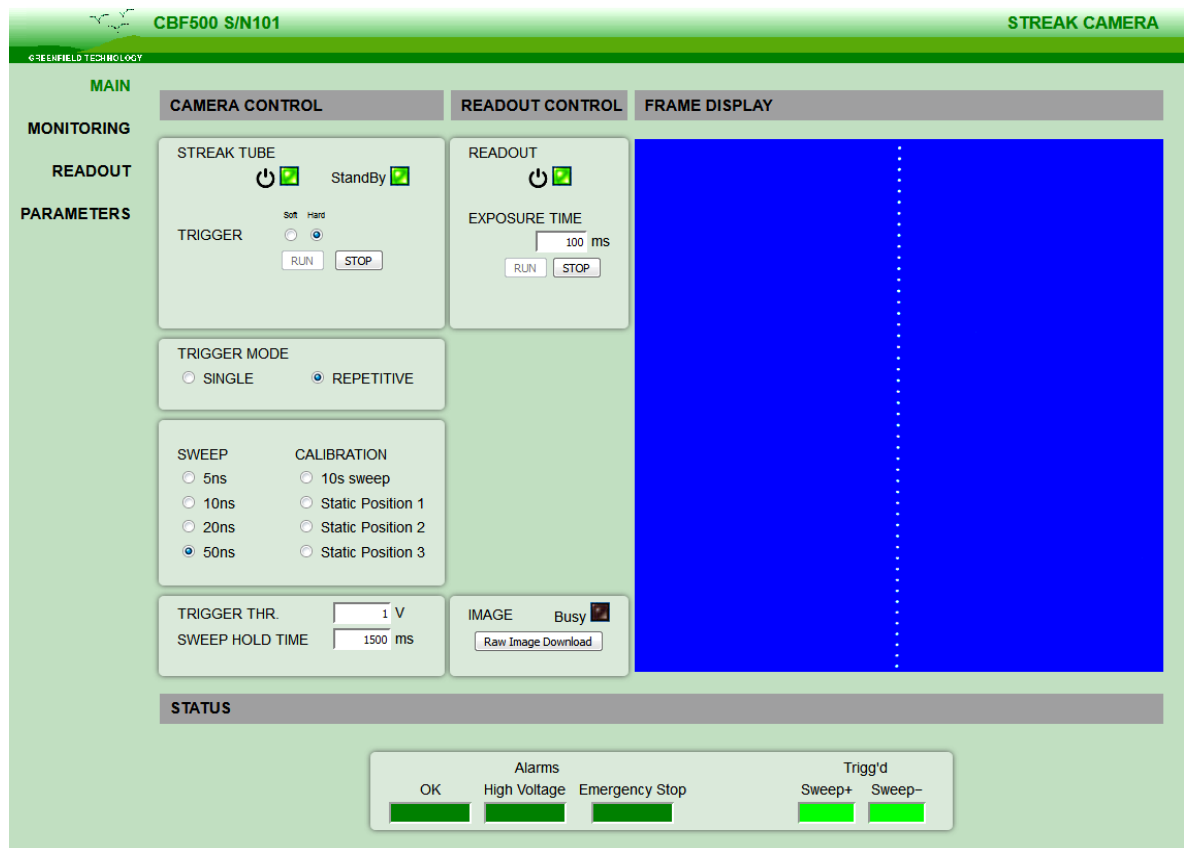 CBF500 S/N101
STREAK CAMERA
GREENFIELD TECHNOLOGY
MAIN
MONITORING
READOUT
PARAMETERS
CAMERA CONTROL
READOUT CONTROL
FRAME DISPLAY
STREAK TUBE
StandBy
Soft Hard
TRIGGER
RUN STOP
READOUT
EXPOSURE TIME
100 ms
RUN STOP
TRIGGER MODE
SINGLE REPETITIVE
SWEEP CALIBRATION
5ns 10s sweep
10ns Static Position 1
20ns Static Position 2
50ns Static Position 3
TRIGGER THR. 1 V
SWEEP HOLD TIME 1500 ms
IMAGE Busy
Raw Image Download
STATUS
Alarms Trigg'd
OK High Voltage Emergency Stop Sweep+ Sweep–